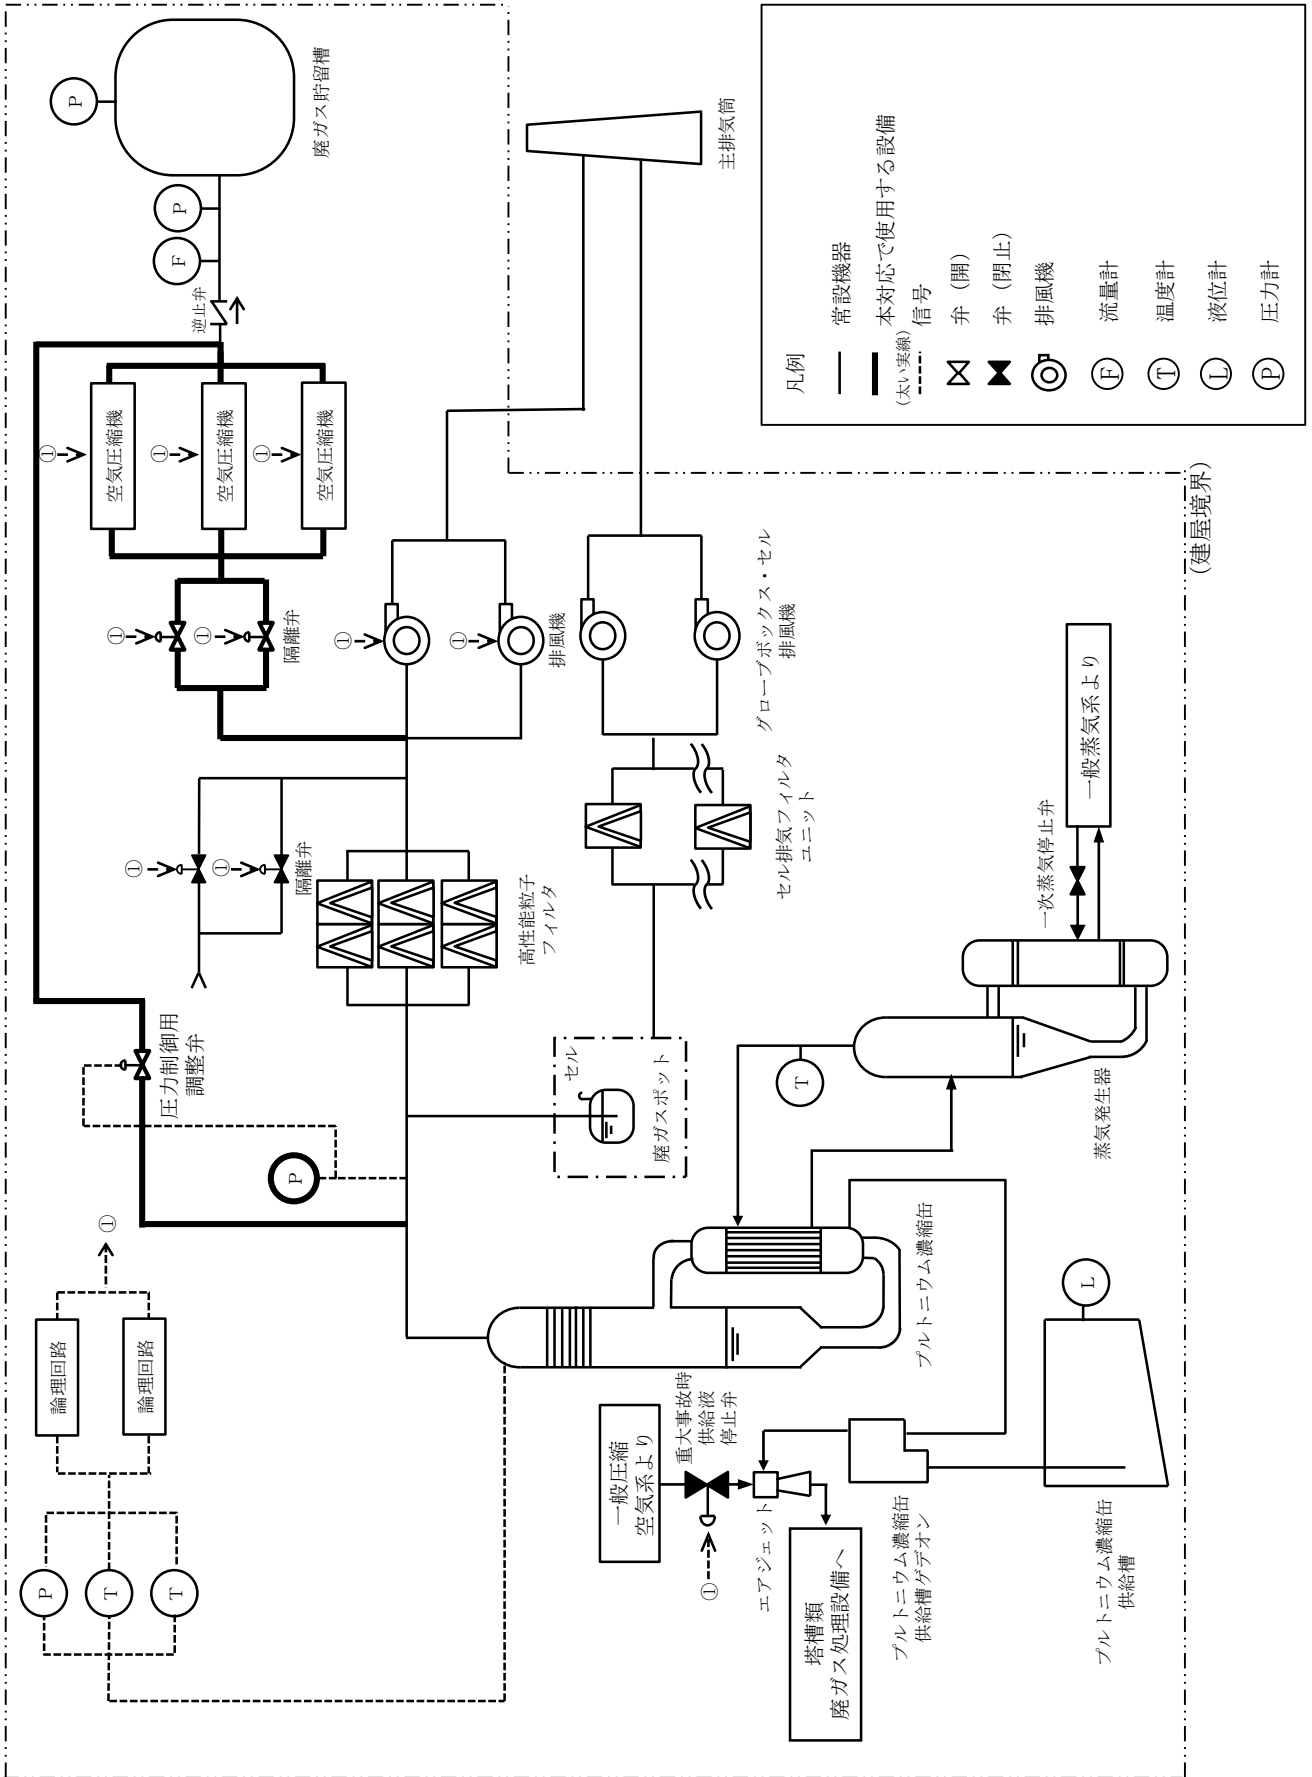 論理回路
論理回路
①
P
T
T
P
圧力制御用
調整弁
①
①
隔離弁
①
①
隔離弁
①
①
①
空気圧縮機
空気圧縮機
空気圧縮機
逆止弁
F
P
P
廃ガス貯留槽
高性能粒子
フィルタ
①
①
排風機
セル
廃ガスポット
セル排気フィルタ
ユニット
グローブボックス・セル
排風機
主排気筒
一般圧縮
空気系より
重大事故時
供給液
停止弁
①
エアジェット
塔槽類
廃ガス処理設備へ
プルトニウム濃縮缶
供給槽ゲデオン
プルトニウム濃縮缶
供給槽
L
プルトニウム濃縮缶
T
蒸気発生器
一次蒸気停止弁
一般蒸気系より
(建屋境界)
凡例
常設機器
本対応で使用する設備
(太い実線)
信号
弁（開）
弁（閉止）
排風機
F 流量計
T 温度計
L 液位計
P 圧力計